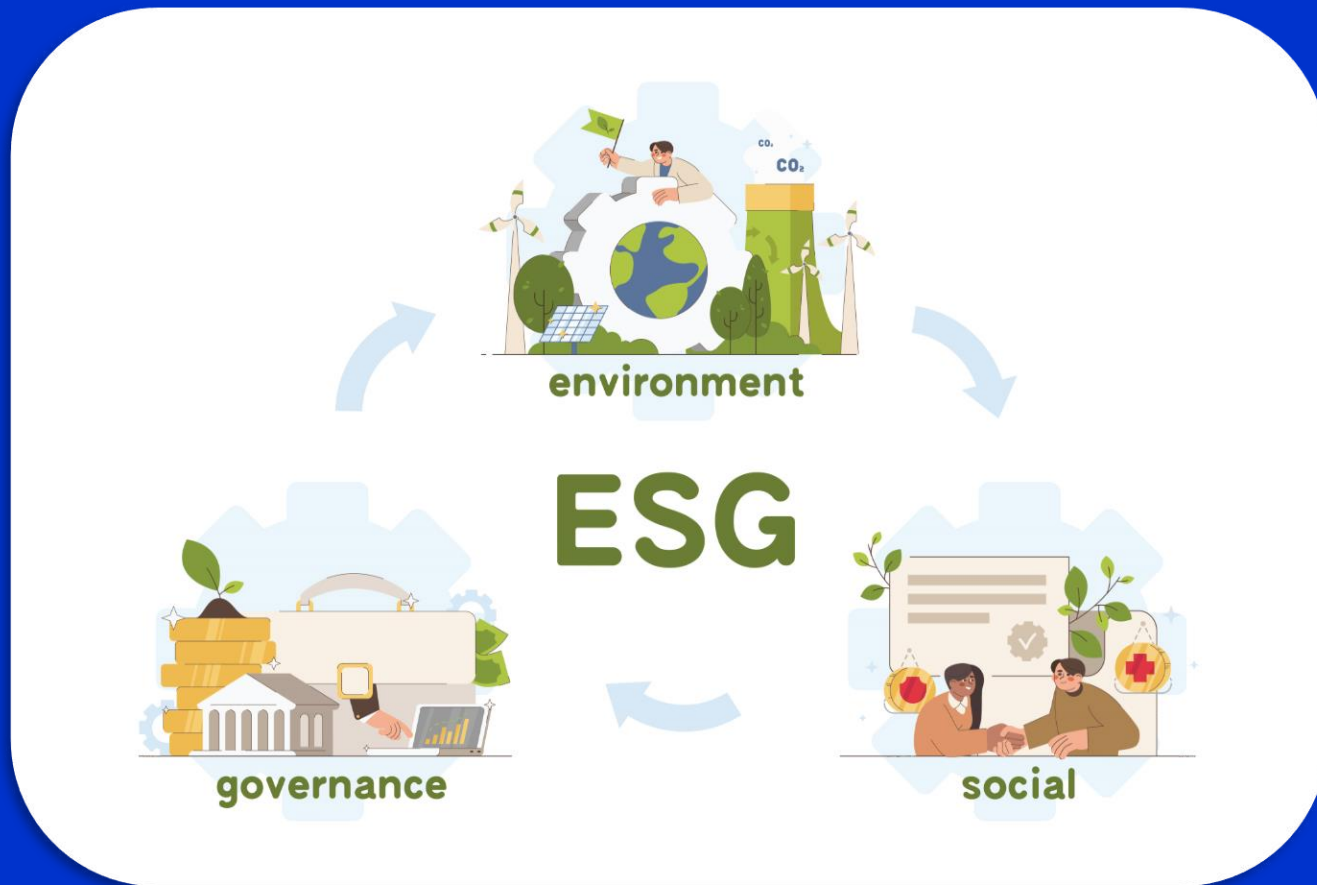 CO₂
CO₂
environment
ESG
governance
social